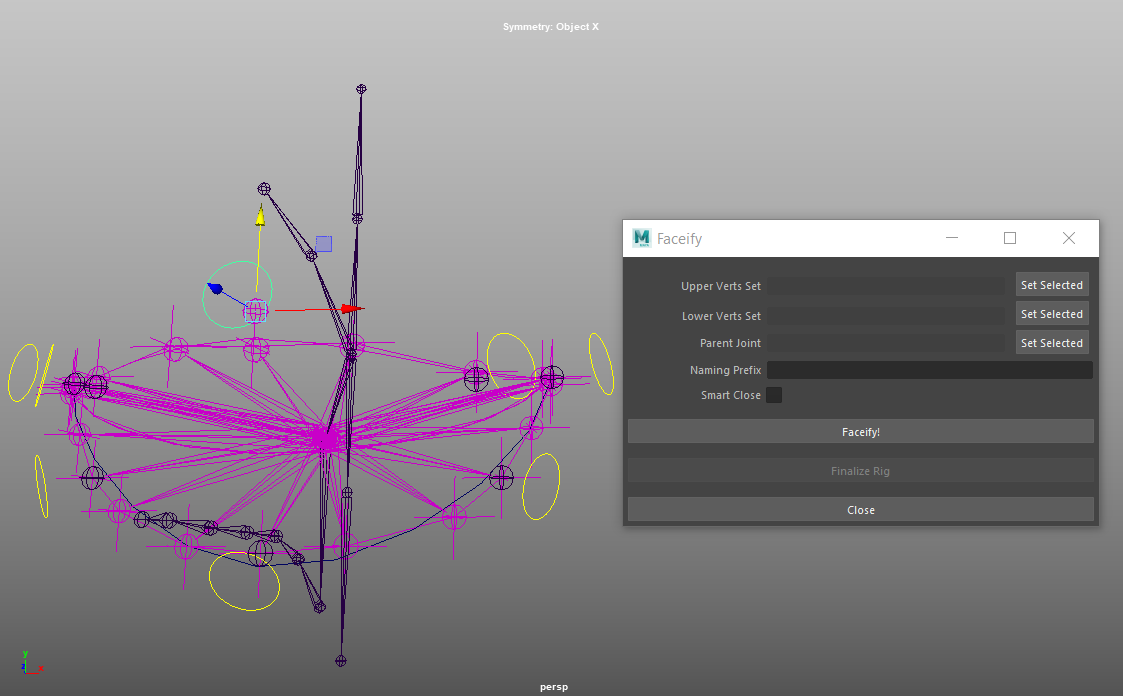 Symmetry: Object X
Faceify
Upper Verts Set
Set Selected
Lower Verts Set
Set Selected
Parent Joint
Set Selected
Naming Prefix
Smart Close
Faceify!
Finalize Rig
Close
y
z
x
persp